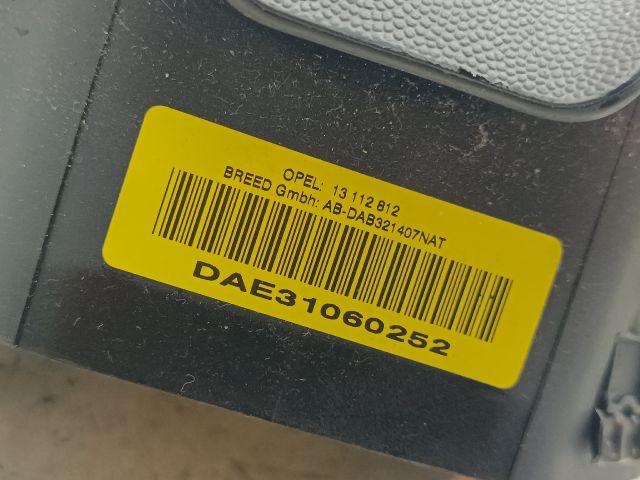 OPEL: 13 112 812
BREED Gmbh: AB-DAB321407NAT
DAE31060252